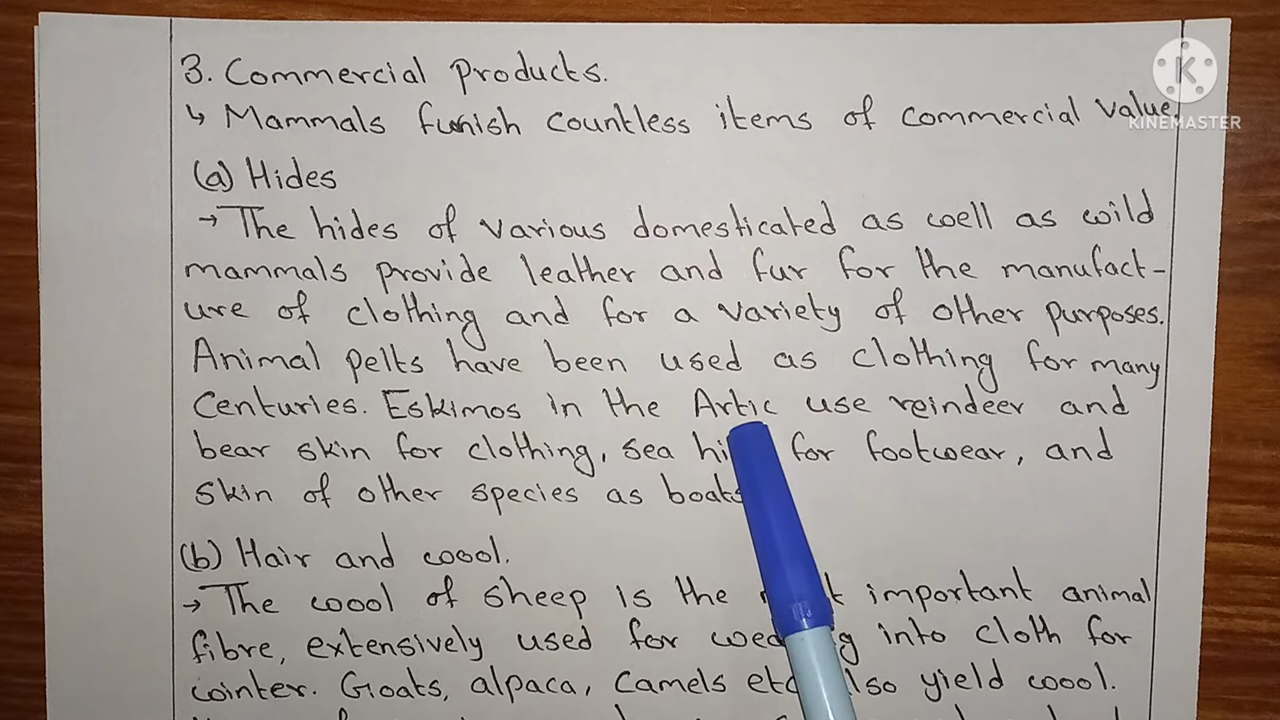 3. Commercial products.
↳ Mammals funish countless items of commercial value
KINEMASTER
(a) Hides
→ The hides of various domesticated as well as wild
mammals provide leather and fur for the manufact-
ure of clothing and for a variety of other purposes.
Animal pelts have been used as clothing for many
Centuries. Eskimos in the Artic use reindeer and
bear skin for clothing, sea for footwear, and
skin of other species as boats
(b) Hair and wool.
→ The wool of sheep is the important animal
fibre, extensively used for into cloth for
winter. Goats, alpaca, camels etc also yield wool.